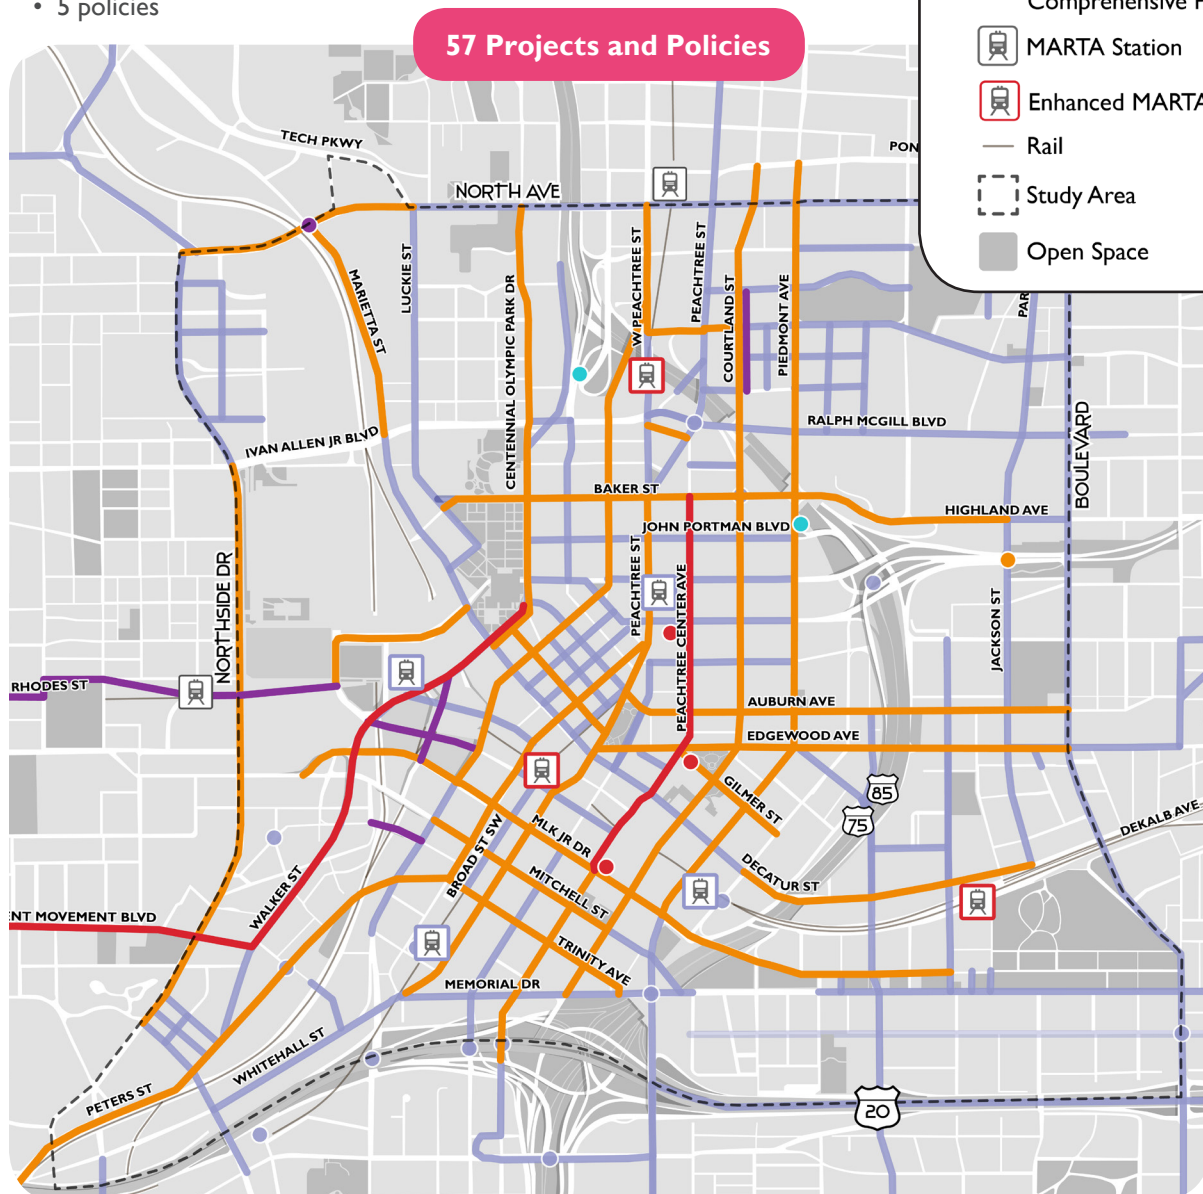 • 5 policies
57 Projects and Policies
Comprehensive
MARTA Station
Enhanced MARTA
Rail
Study Area
Open Space
TECH PKWY
NORTH AVE
PON
MARIETTA ST
LUCKIE ST
CENTENNIAL OLYMPIC PARK DR
W PEACHTREE ST
PEACHTREE ST
COURTLAND ST
PIEDMONT AVE
PAR
IVAN ALLEN JR BLVD
RALPH MCGILL BLVD
BOULEVARD
BAKER ST
HIGHLAND AVE
JOHN PORTMAN BLVD
NORTHSIDE DR
PEACHTREE ST
PEACHTREE CENTER AVE
JACKSON ST
RHODES ST
AUBURN AVE
EDGEWOOD AVE
GILMER ST
85
75
DEKALB AVE
MLK JR DR
BROAD ST SW
MITCHELL ST
DECATUR ST
WALKER ST
ENT MOVEMENT BLVD
TRINITY AVE
MEMORIAL DR
WHITEHALL ST
PETERS ST
20